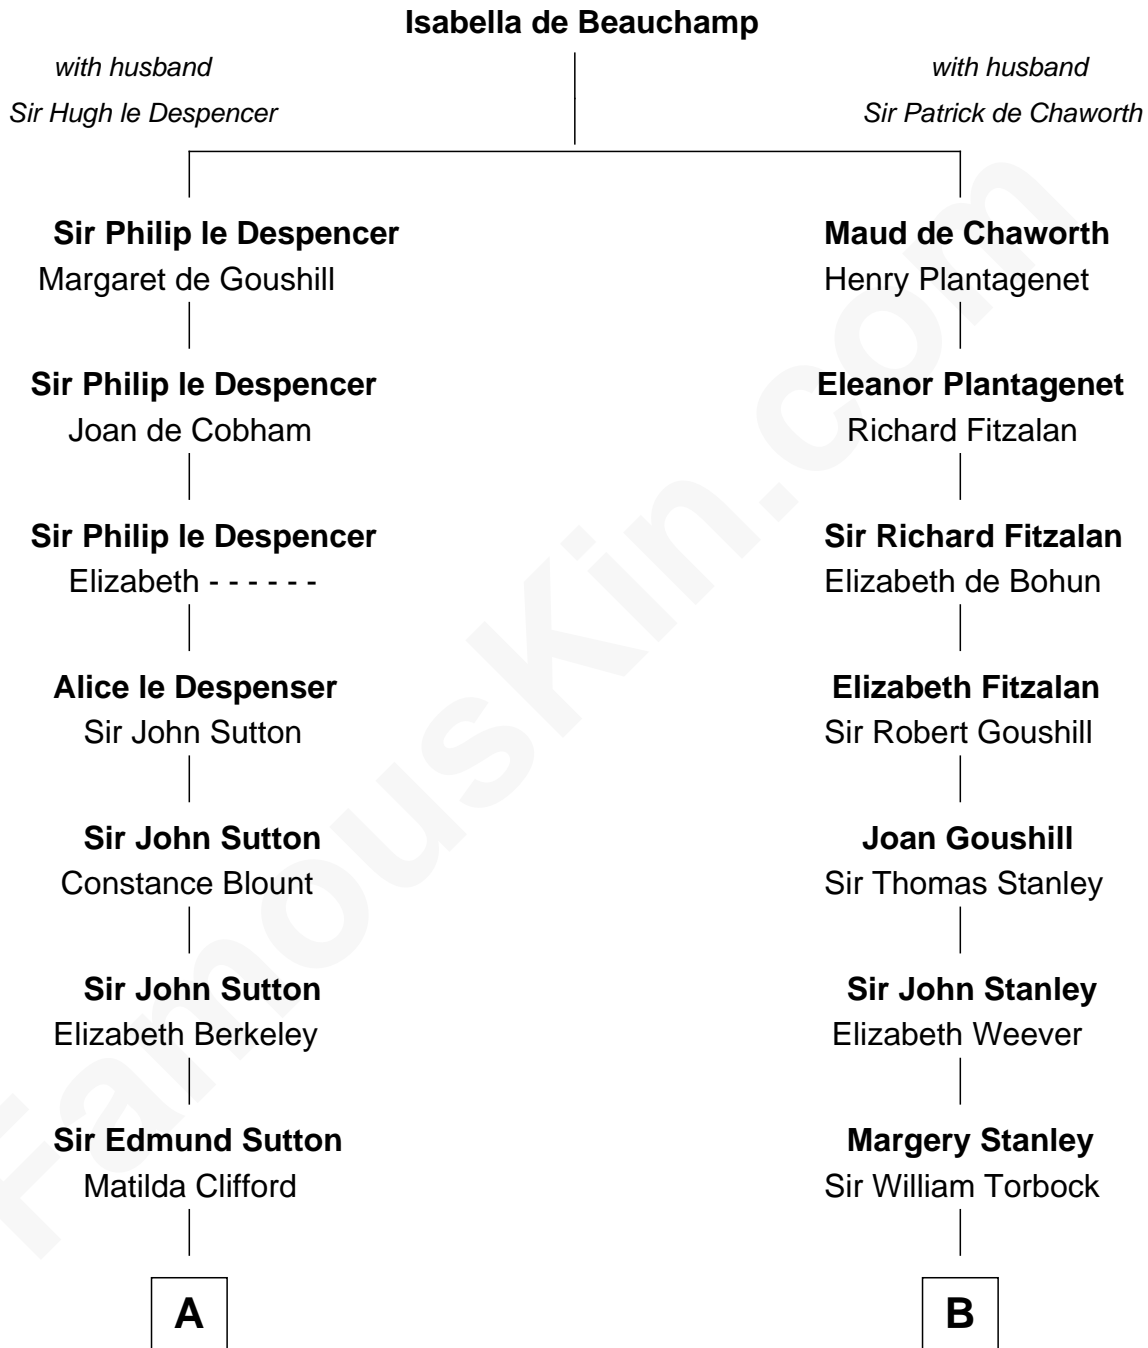 Isabella de Beauchamp
with husband
Sir Hugh le Despencer
with husband
Sir Patrick de Chaworth
Sir Philip le Despencer
Margaret de Goushill
Maud de Chaworth
Henry Plantagenet
Sir Philip le Despencer
Joan de Cobham
Eleanor Plantagenet
Richard Fitzalan
Sir Philip le Despencer
Elizabeth - - - - - -
Sir Richard Fitzalan
Elizabeth de Bohun
Alice le Despenser
Sir John Sutton
Elizabeth Fitzalan
Sir Robert Goushill
Sir John Sutton
Constance Blount
Joan Goushill
Sir Thomas Stanley
Sir John Sutton
Elizabeth Berkeley
Sir John Stanley
Elizabeth Weever
Sir Edmund Sutton
Matilda Clifford
Margery Stanley
Sir William Torbock
A
B
FamousKin.com